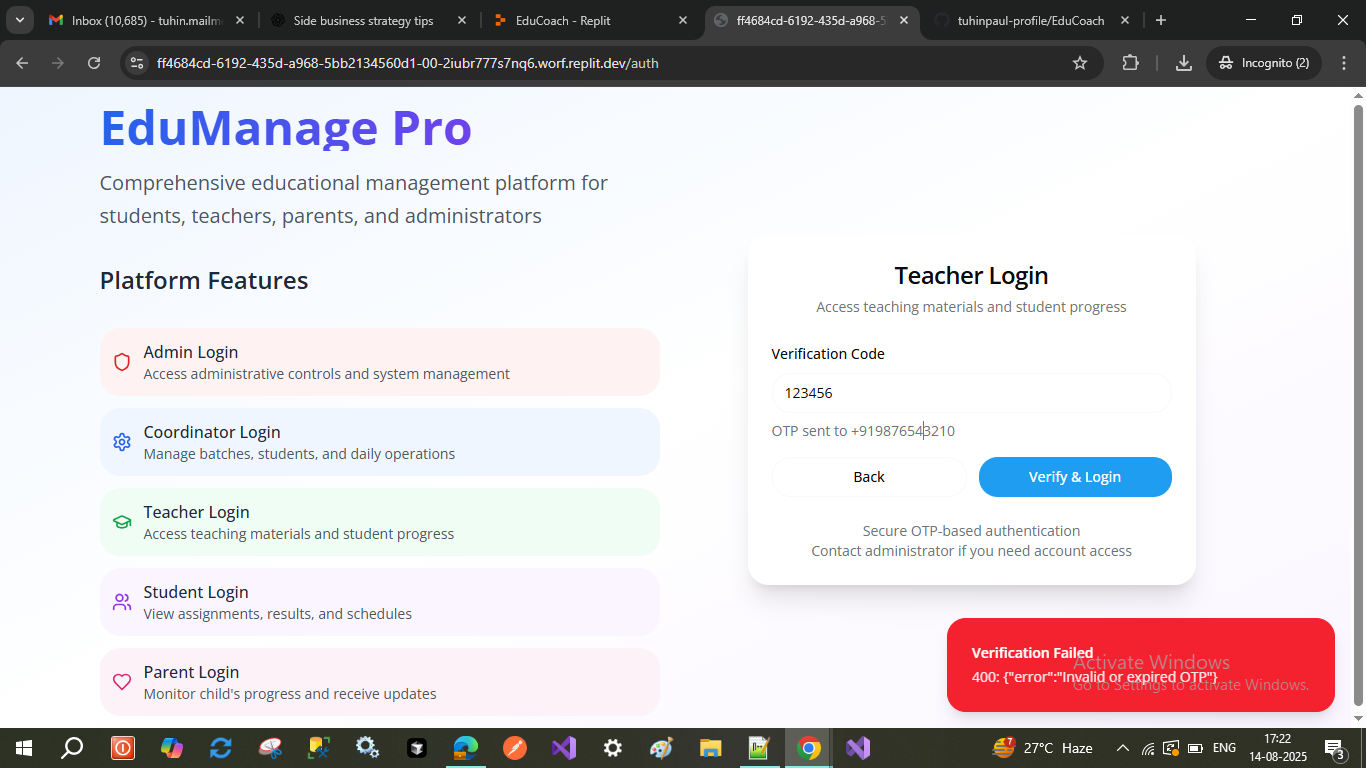 Inbox (10,685) - tuhin.mailm
Side business strategy tips
EduCoach - Replit
ff4684cd-6192-435d-a968-5
tuhinpaul-profile/EduCoach
ff4684cd-6192-435d-a968-5bb2134560d1-00-2iubr777s7nq6.worf.replit.dev/auth
Incognito (2)
EduManage Pro
Comprehensive educational management platform for
students, teachers, parents, and administrators
Platform Features
Admin Login
Access administrative controls and system management
Coordinator Login
Manage batches, students, and daily operations
Teacher Login
Access teaching materials and student progress
Student Login
View assignments, results, and schedules
Parent Login
Monitor child's progress and receive updates
Teacher Login
Access teaching materials and student progress
Verification Code
123456
OTP sent to +919876543210
Back
Verify & Login
Secure OTP-based authentication
Contact administrator if you need account access
Verification Failed
400: {"error":"Invalid or expired OTP"}
Activate Windows
Go to Settings to activate Windows.
7
27°C Haze
ENG
17:22
14-08-2025
3